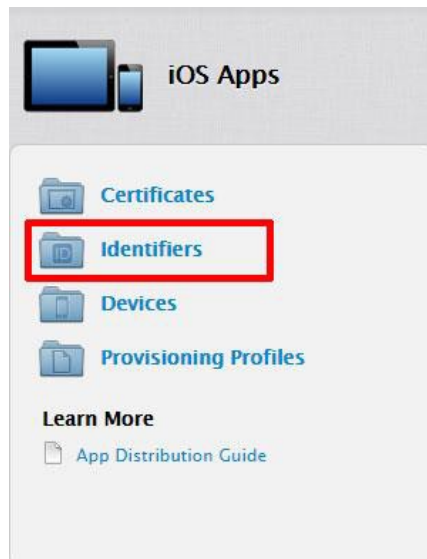 iOS Apps
Certificates
Identifiers
Devices
Provisioning Profiles
Learn More
App Distribution Guide